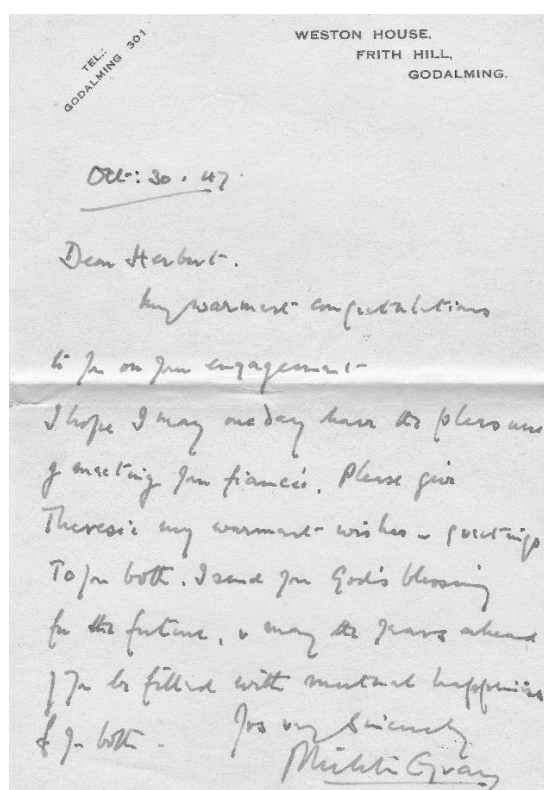 TEL.:
GODALMING 301
WESTON HOUSE,
FRITH HILL,
GODALMING.
Oct: 30. 47.
Dear Herbert.
My warmest congratulations
to you on your engagement
I hope I may one day have the pleasure
of meeting your fiancée. Please give
my warmest wishes & greetings
To you both. I send you God's blessing
for the future, & may the years ahead
of you be filled with mutual happiness
for you both.
Yrs very Sincerely
Gray